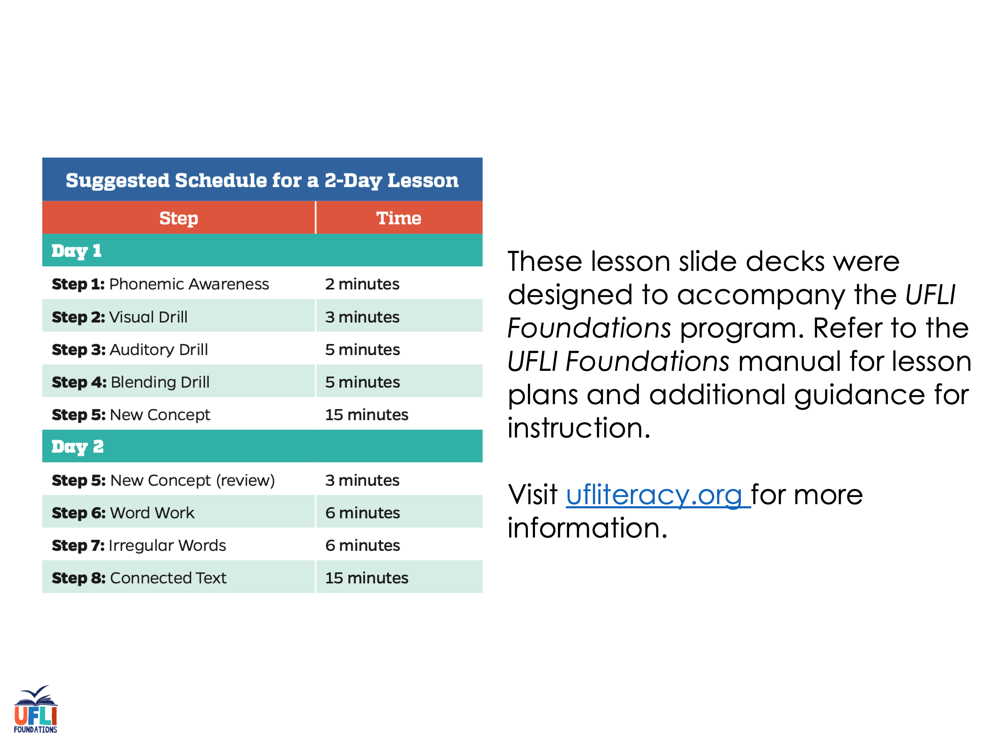 Suggested Schedule for a 2-Day Lesson
Step Time
Day 1
Step 1: Phonemic Awareness 2 minutes
Step 2: Visual Drill 3 minutes
Step 3: Auditory Drill 5 minutes
Step 4: Blending Drill 5 minutes
Step 5: New Concept 15 minutes
Day 2
Step 5: New Concept (review) 3 minutes
Step 6: Word Work 6 minutes
Step 7: Irregular Words 6 minutes
Step 8: Connected Text 15 minutes
These lesson slide decks were
designed to accompany the UFLI
Foundations program. Refer to the
UFLI Foundations manual for lesson
plans and additional guidance for
instruction.
Visit ufliteracy.org for more
information.
UFLI
FOUNDATIONS